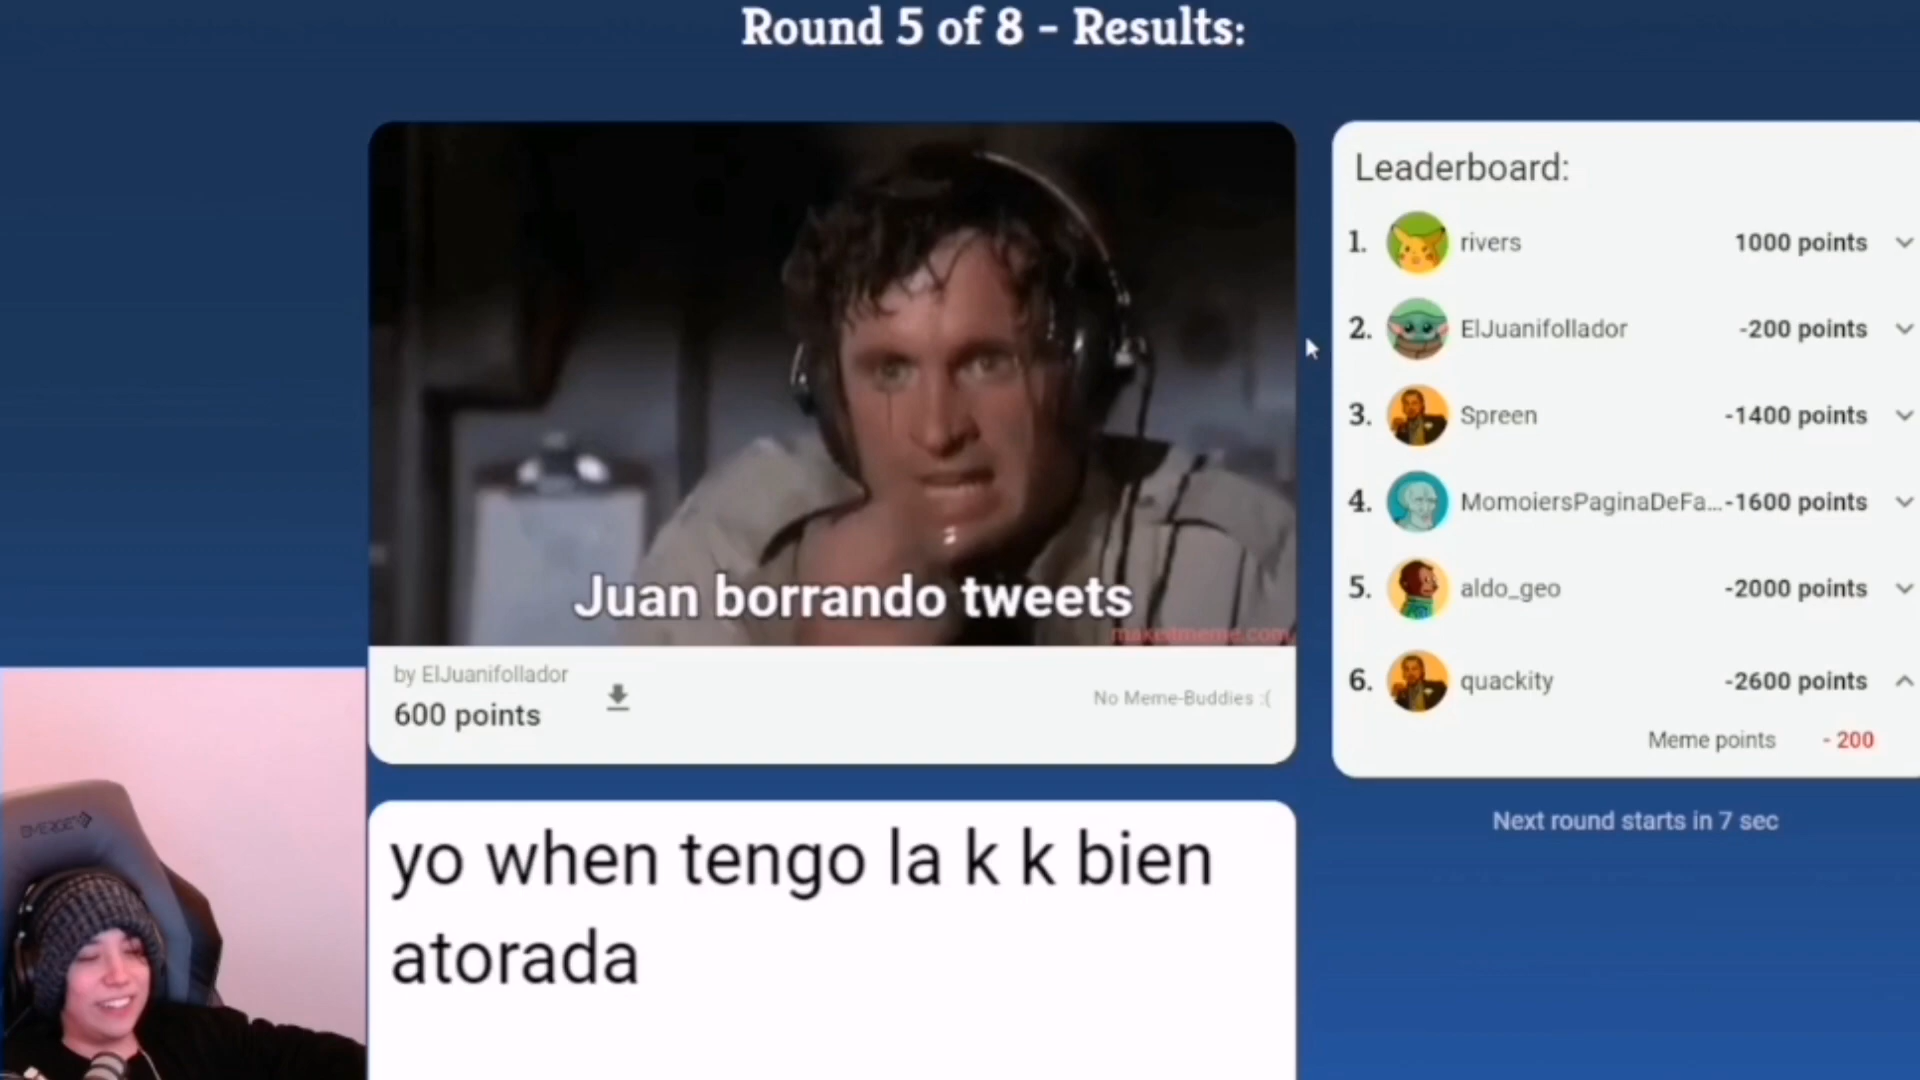 Round 5 of 8 - Results:
Juan borrando tweets
makeitmeme.com
by ElJuanifollador
600 points
No Meme-Buddies :(
yo when tengo la k k bien
atorada
Leaderboard:
1. rivers 1000 points
2. ElJuanifollador -200 points
3. Spreen -1400 points
4. MomoiersPaginaDeFa... -1600 points
5. aldo_geo -2000 points
6. quackity -2600 points
Meme points - 200
Next round starts in 7 sec